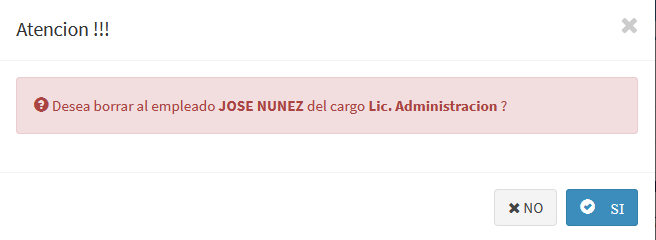 Atencion !!!
Desea borrar al empleado JOSE NUNEZ del cargo Lic. Administracion ?
NO
SI